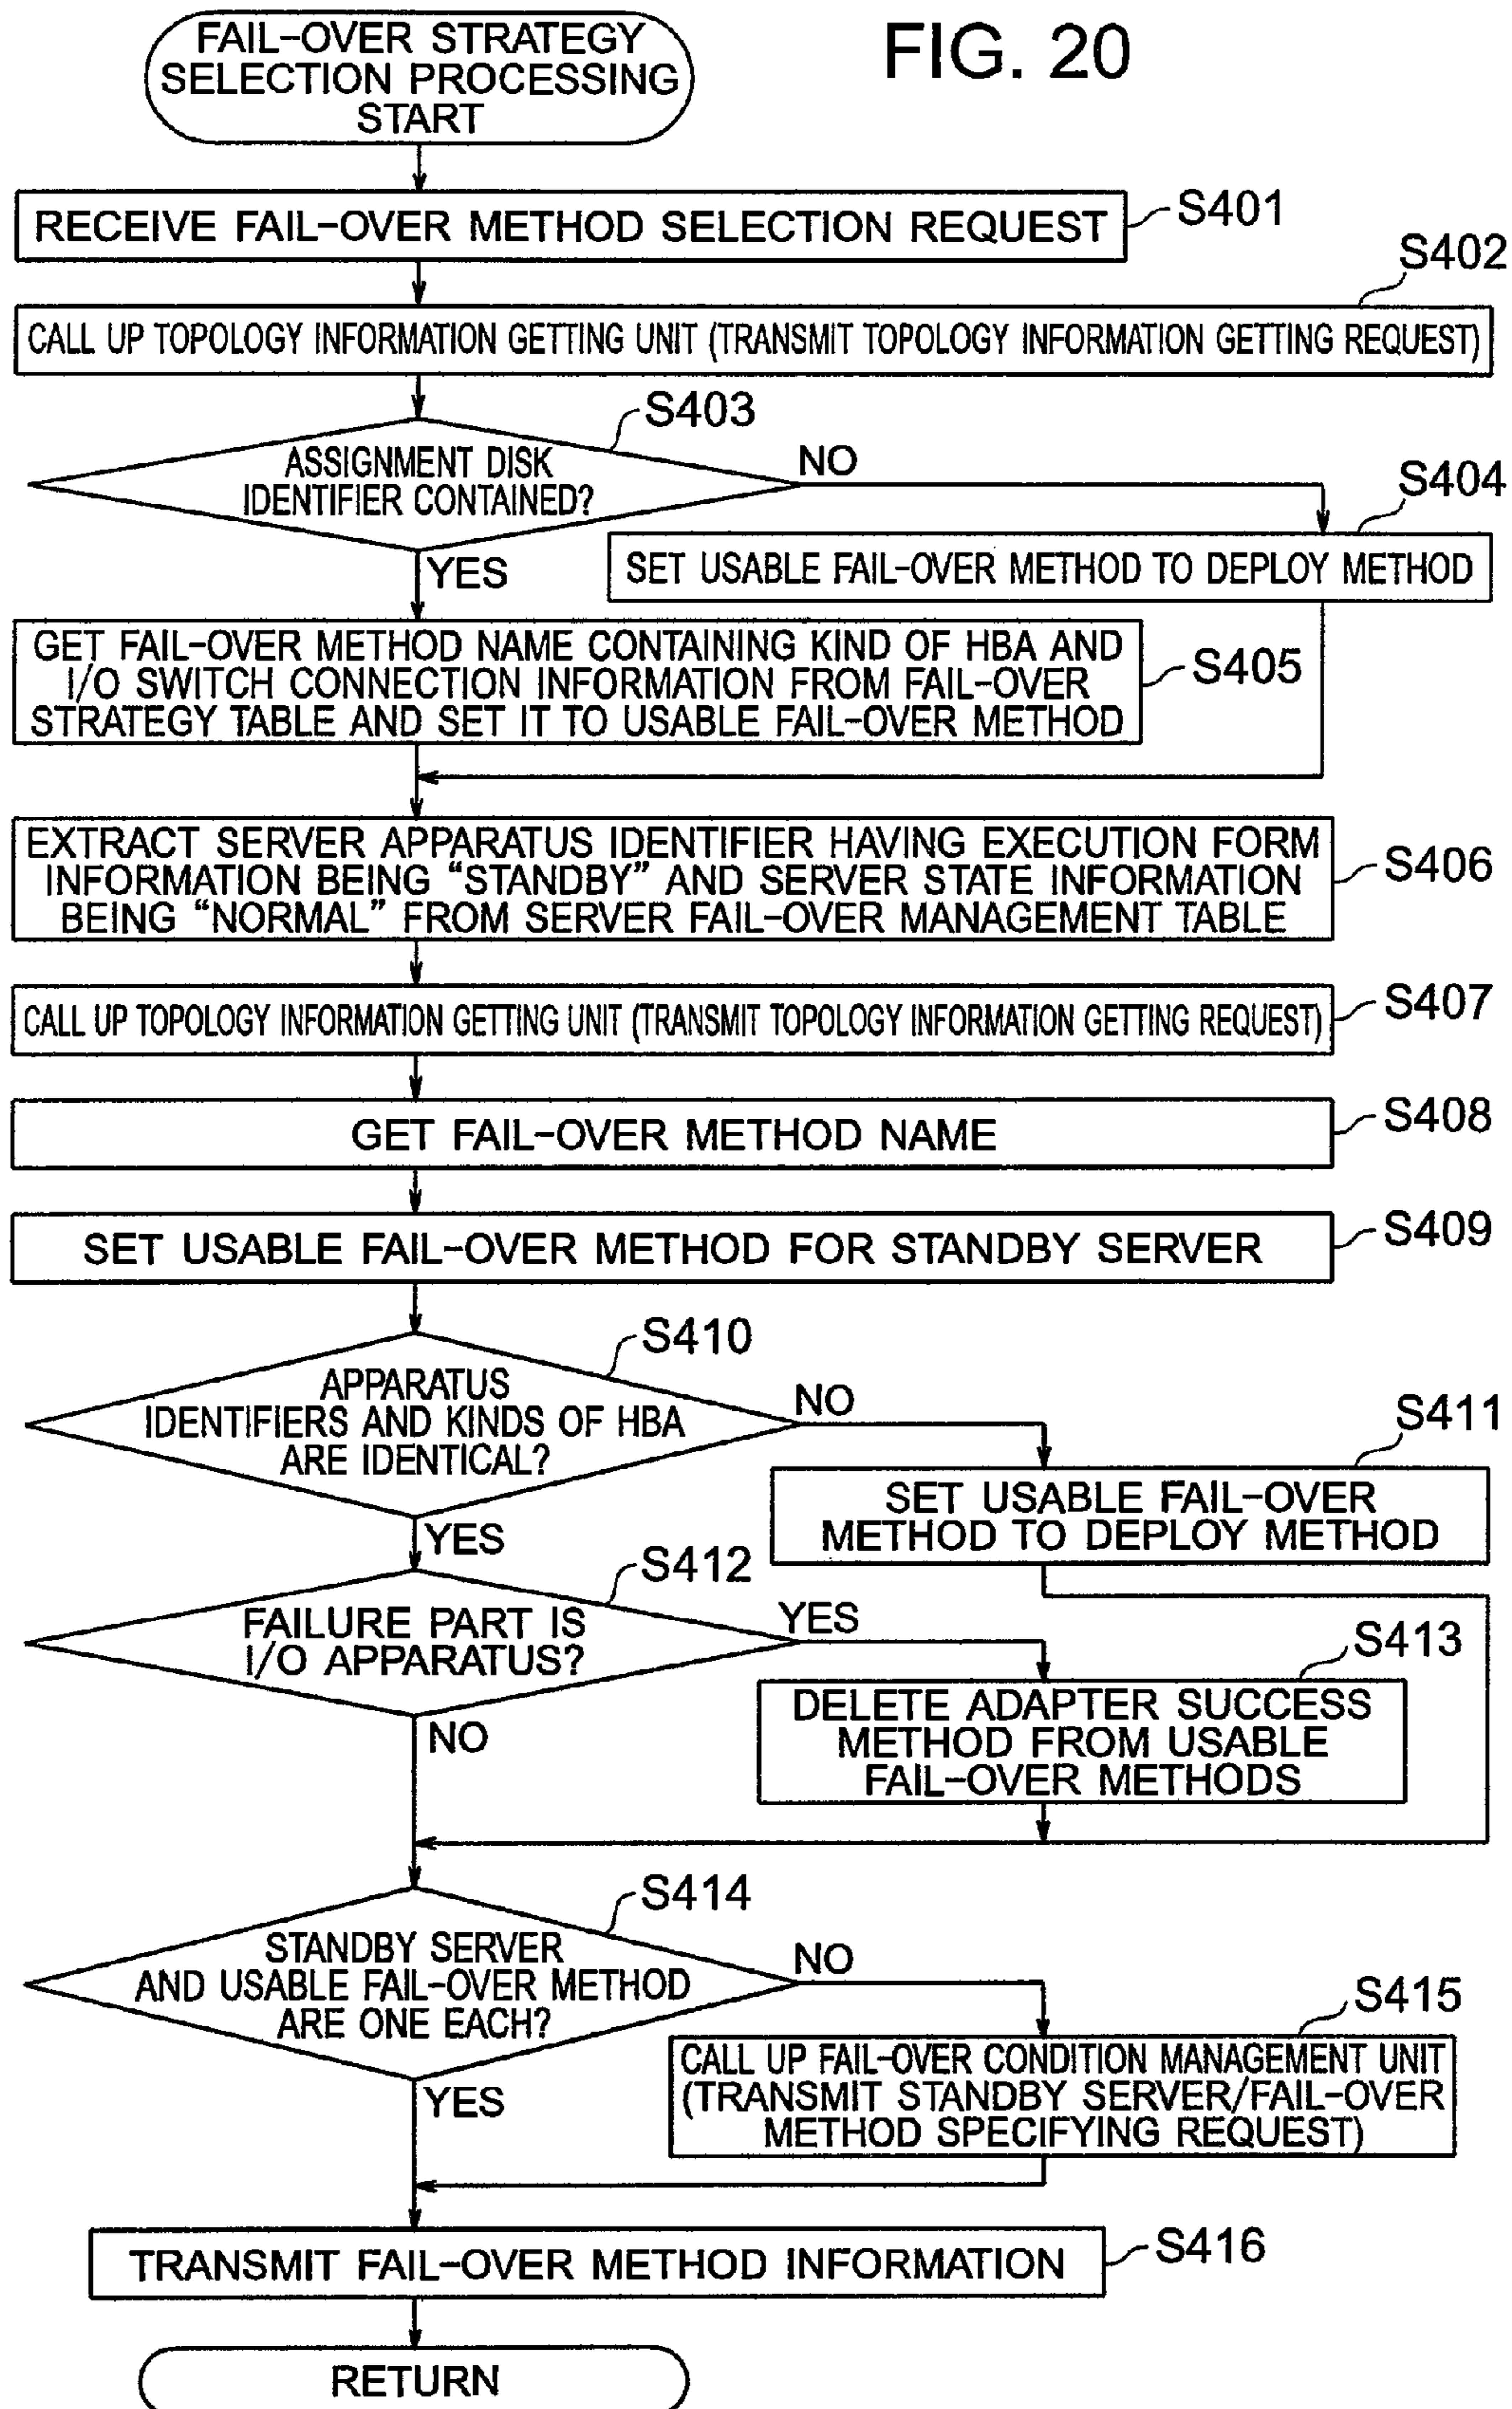 FIG. 20
FAIL-OVER STRATEGY
SELECTION PROCESSING
START
RECEIVE FAIL-OVER METHOD SELECTION REQUEST
S401
S402
CALL UP TOPOLOGY INFORMATION GETTING UNIT (TRANSMIT TOPOLOGY INFORMATION GETTING REQUEST)
S403
ASSIGNMENT DISK
IDENTIFIER CONTAINED?
NO
S404
YES
SET USABLE FAIL-OVER METHOD TO DEPLOY METHOD
GET FAIL-OVER METHOD NAME CONTAINING KIND OF HBA AND
I/O SWITCH CONNECTION INFORMATION FROM FAIL-OVER
STRATEGY TABLE AND SET IT TO USABLE FAIL-OVER METHOD
S405
EXTRACT SERVER APPARATUS IDENTIFIER HAVING EXECUTION FORM
INFORMATION BEING “STANDBY” AND SERVER STATE INFORMATION
BEING “NORMAL” FROM SERVER FAIL-OVER MANAGEMENT TABLE
S406
CALL UP TOPOLOGY INFORMATION GETTING UNIT (TRANSMIT TOPOLOGY INFORMATION GETTING REQUEST)
S407
GET FAIL-OVER METHOD NAME
S408
SET USABLE FAIL-OVER METHOD FOR STANDBY SERVER
S409
S410
APPARATUS
IDENTIFIERS AND KINDS OF HBA
ARE IDENTICAL?
NO
S411
SET USABLE FAIL-OVER
METHOD TO DEPLOY METHOD
YES
S412
FAILURE PART IS
I/O APPARATUS?
YES
S413
DELETE ADAPTER SUCCESS
METHOD FROM USABLE
FAIL-OVER METHODS
NO
S414
STANDBY SERVER
AND USABLE FAIL-OVER METHOD
ARE ONE EACH?
NO
S415
CALL UP FAIL-OVER CONDITION MANAGEMENT UNIT
(TRANSMIT STANDBY SERVER/FAIL-OVER
METHOD SPECIFYING REQUEST)
YES
TRANSMIT FAIL-OVER METHOD INFORMATION
S416
RETURN